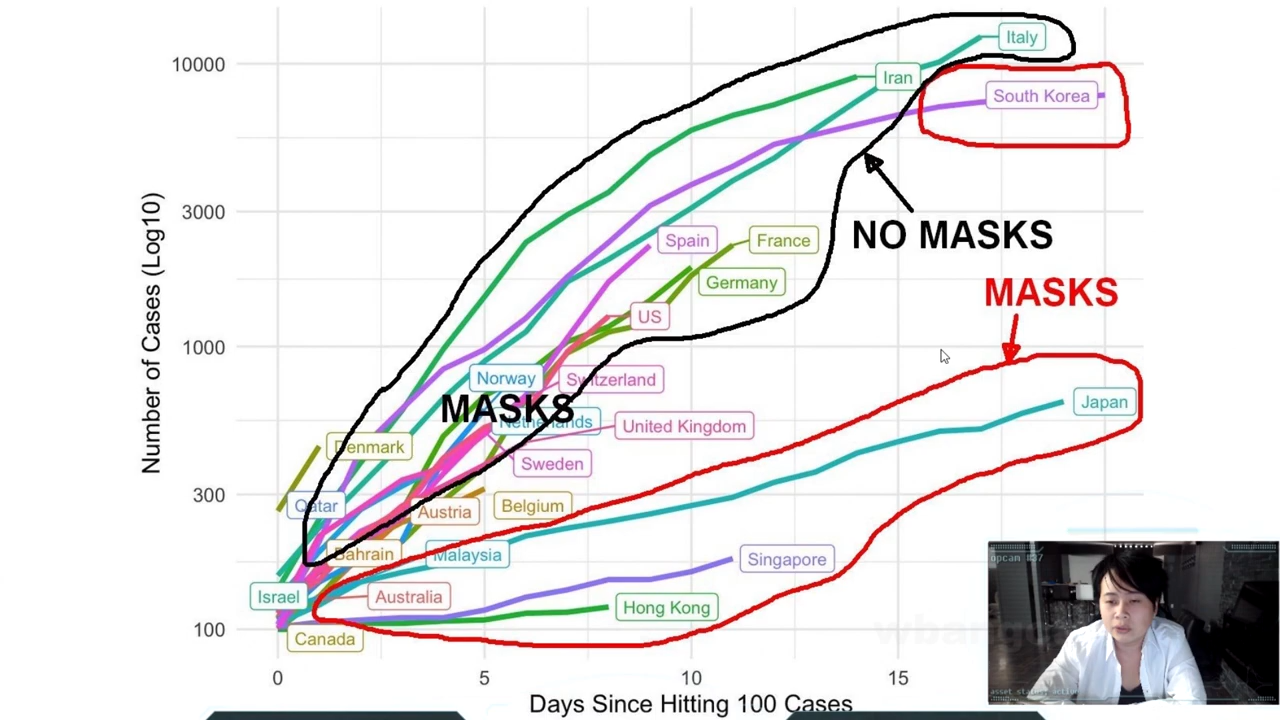 Italy
10000
Iran
South Korea
3000
NO MASKS
Spain
France
Germany
MASKS
US
1000
Norway
Switzerland
Japan
MASKS
Netherlands
United Kingdom
Denmark
Sweden
300
Qatar
Austria
Belgium
Bahrain
Malaysia
Singapore
Israel
Australia
Hong Kong
100
Canada
0
5
10
15
Number of Cases (Log10)
Days Since Hitting 100 Cases